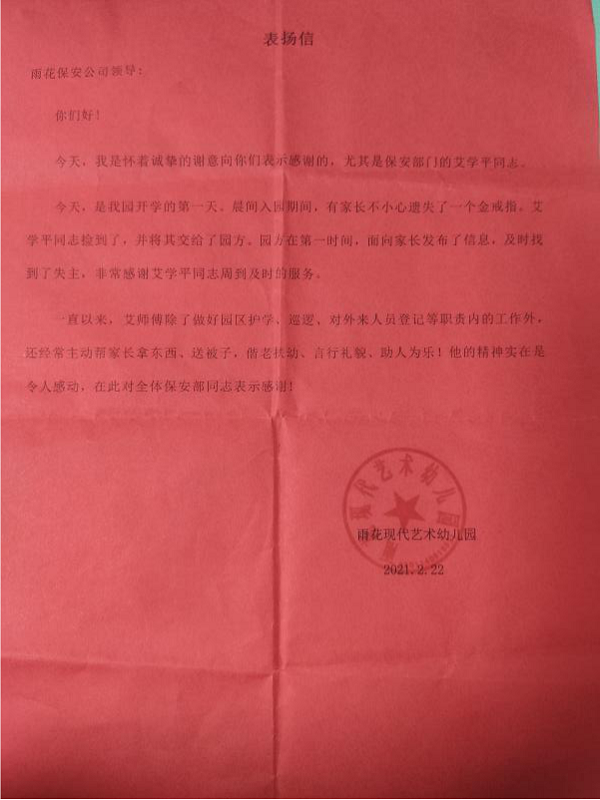 表扬信
雨花保安公司领导：
你们好！
今天，我是怀着诚挚的谢意向你们表示感谢的，尤其是保安部门的艾学平同志。
今天，是我园开学的第一天。晨间入园期间，有家长不小心遗失了一个金戒指。艾
学平同志捡到了，并将其交给了园方。园方在第一时间，面向家长发布了信息，及时找
到了失主，非常感谢艾学平同志周到及时的服务。
一直以来，艾师傅除了做好园区护学、巡逻、对外来人员登记等职责内的工作外，
还经常主动帮家长拿东西、送被子，偕老扶幼、言行礼貌、助人为乐！他的精神实在是
令人感动，在此对全体保安部同志表示感谢！
现代艺术幼儿园
雨花现代艺术幼儿园
2021.2.22